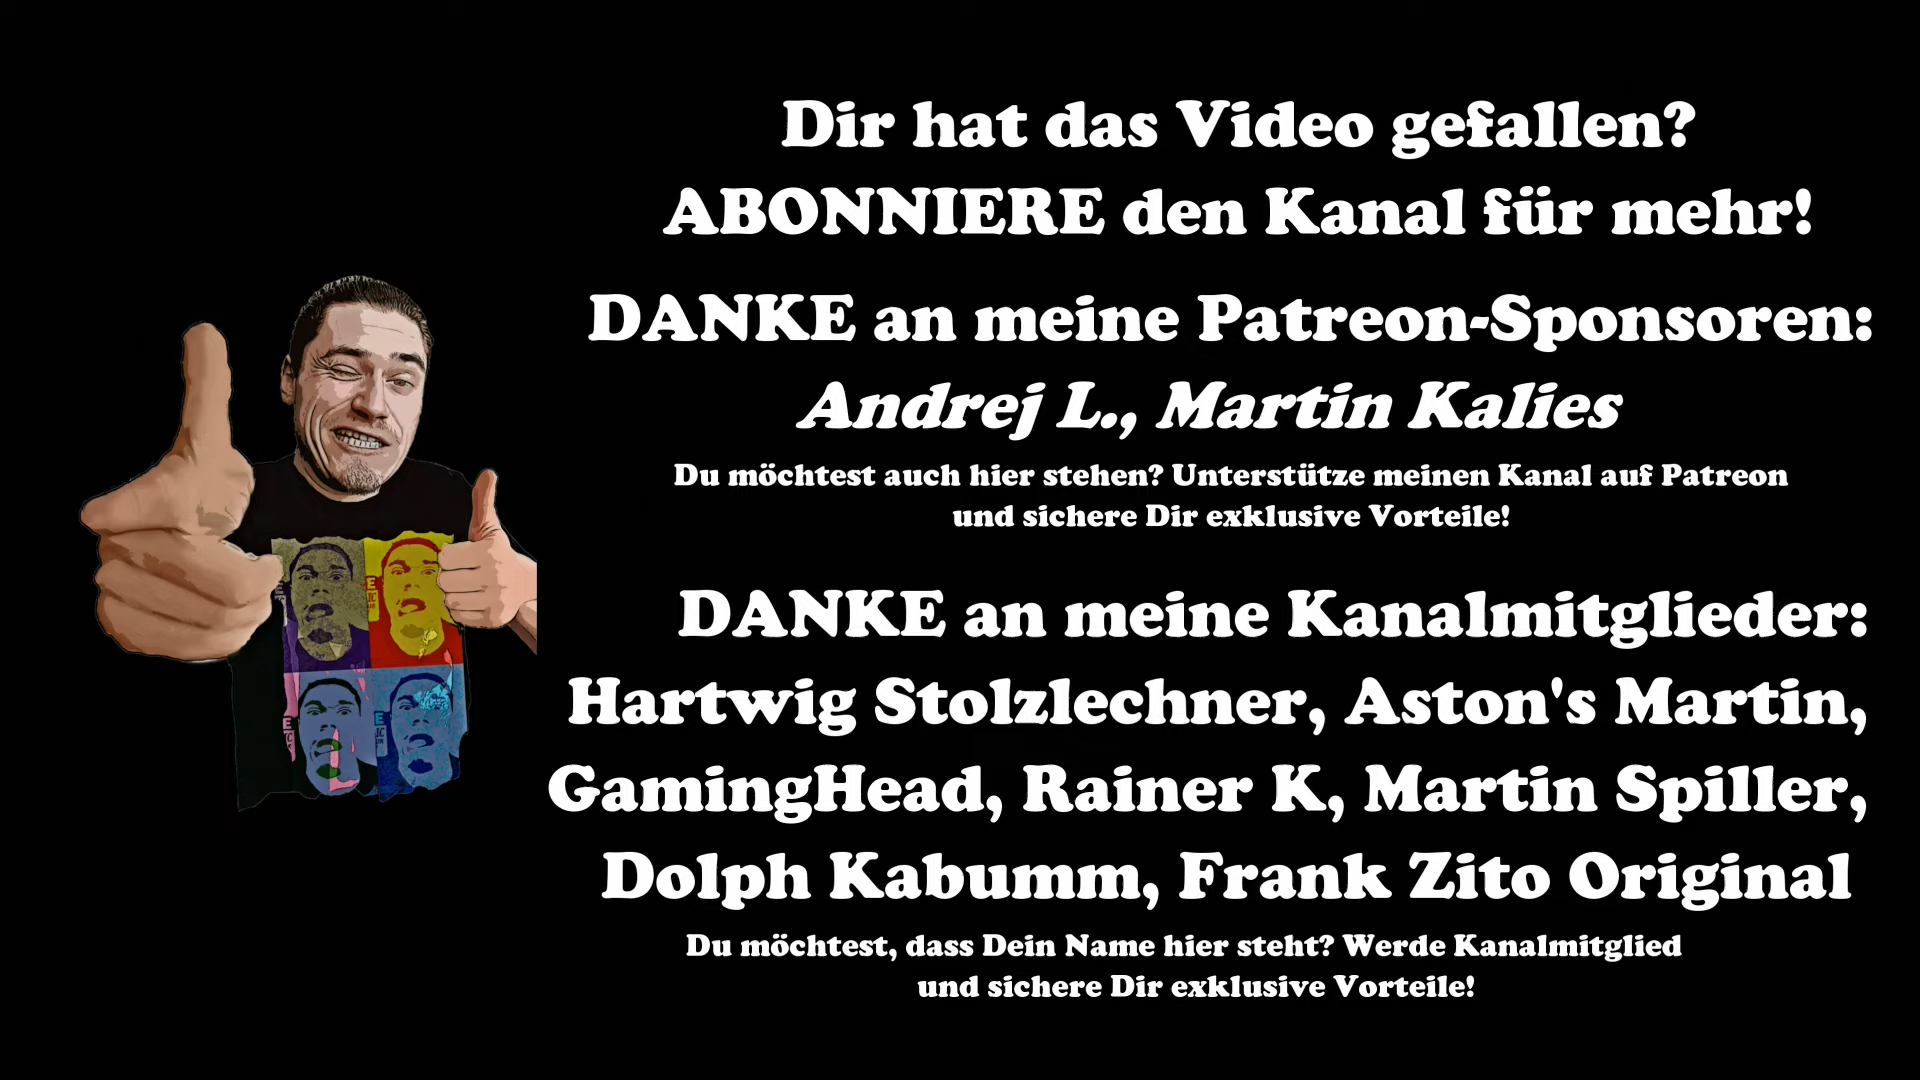 Dir hat das Video gefallen?
ABONNIERE den Kanal für mehr!
DANKE an meine Patreon-Sponsoren:
Andrej L., Martin Kalies
Du möchtest auch hier stehen? Unterstütze meinen Kanal auf Patreon
und sichere Dir exklusive Vorteile!
DANKE an meine Kanalmitglieder:
Hartwig Stolzlechner, Aston's Martin,
GamingHead, Rainer K, Martin Spiller,
Dolph Kabumm, Frank Zito Original
Du möchtest, dass Dein Name hier steht? Werde Kanalmitglied
und sichere Dir exklusive Vorteile!